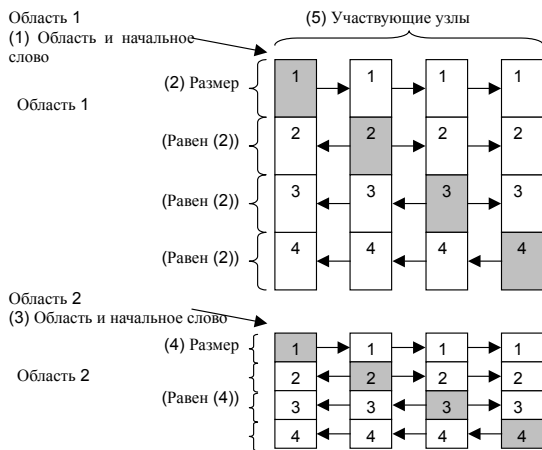 Область 1
(5) Участвующие узлы
(1) Область и начальное
слово
(2) Размер
1 1 1 1
Область 1
(Равен (2))
2 2 2 2
(Равен (2))
3 3 3 3
(Равен (2))
4 4 4 4
Область 2
(3) Область и начальное слово
(4) Размер
1 1 1 1
Область 2
2 2 2 2
(Равен (4))
3 3 3 3
4 4 4 4